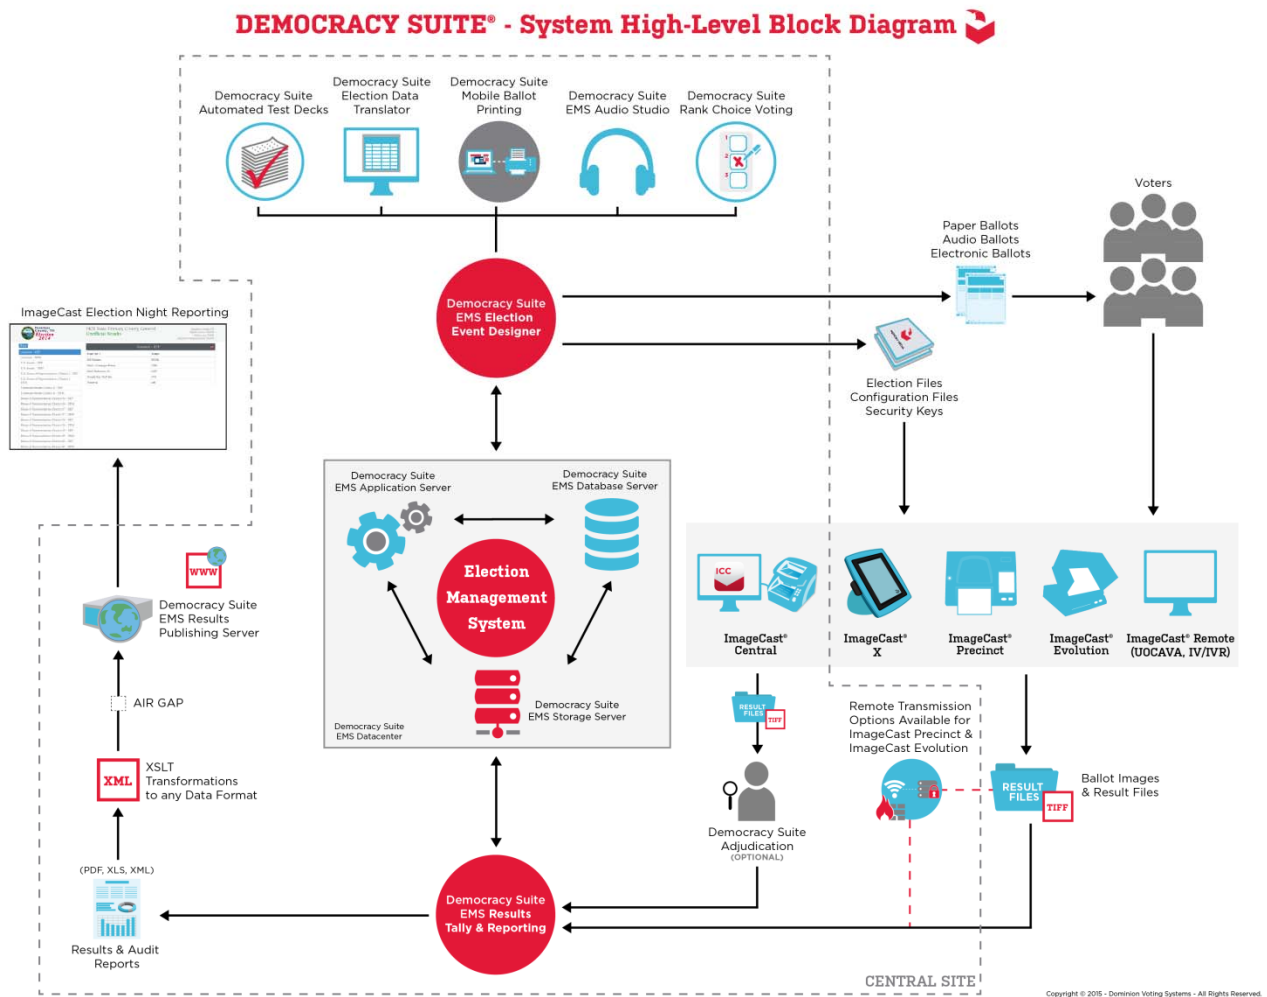 DEMOCRACY SUITE® - System High-Level Block Diagram
Democracy Suite
Automated Test Decks
Democracy Suite
Election Data
Translator
Democracy Suite
Mobile Ballot
Printing
Democracy Suite
EMS Audio Studio
Democracy Suite
Rank Choice Voting
1
2
3
Voters
Paper Ballots
Audio Ballots
Electronic Ballots
Democracy Suite
EMS Election
Event Designer
ImageCast Election Night Reporting
Election Files
Configuration Files
Security Keys
Democracy Suite
EMS Application Server
Democracy Suite
EMS Database Server
Election
Management
System
Democracy Suite
EMS Storage Server
Democracy Suite
EMS Datacenter
ICC
ImageCast®
Central
ImageCast®
X
ImageCast®
Precinct
ImageCast®
Evolution
ImageCast® Remote
(UOCAVA, IV/IVR)
WWW
Democracy Suite
EMS Results
Publishing Server
AIR GAP
XML
XSLT
Transformations
to any Data Format
RESULT
FILES
TIFF
Remote Transmission
Options Available for
ImageCast Precinct &
ImageCast Evolution
RESULT
FILES
TIFF
Ballot Images
& Result Files
Democracy Suite
Adjudication
(OPTIONAL)
(PDF, XLS, XML)
Results & Audit
Reports
Democracy Suite
EMS Results
Tally & Reporting
CENTRAL SITE
Copyright © 2015 - Dominion Voting Systems - All Rights Reserved.